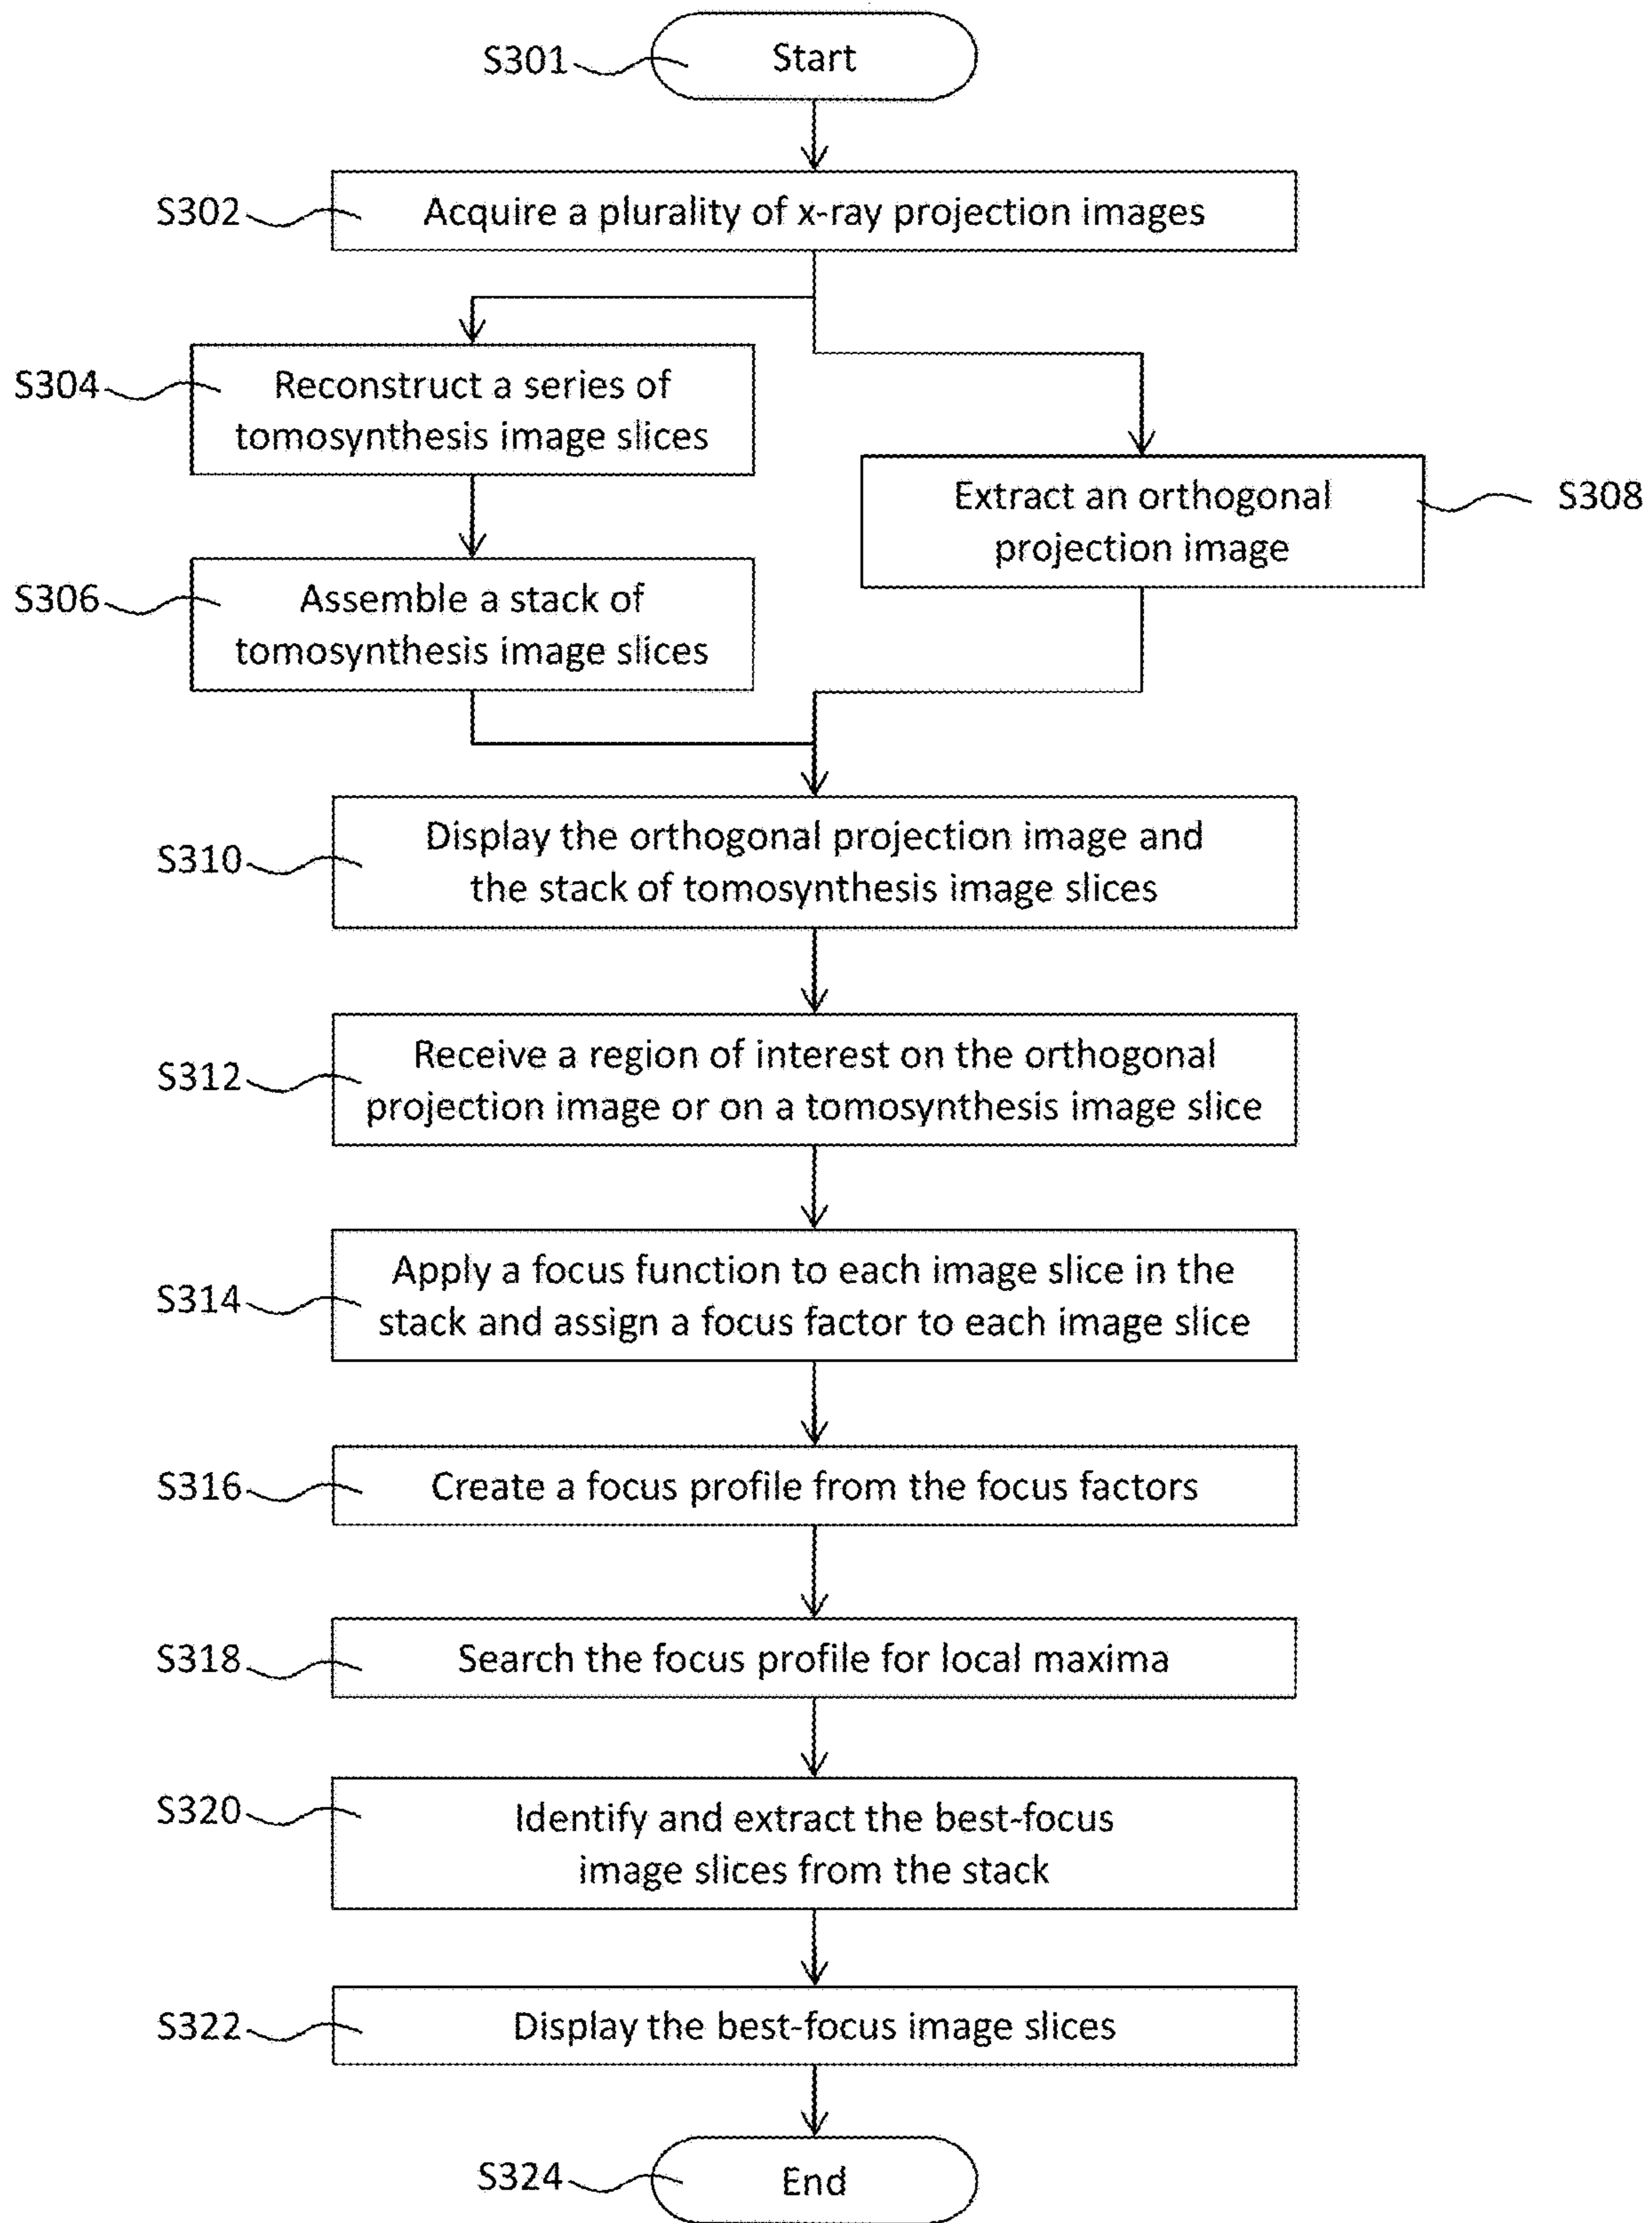 S301
Start
S302
Acquire a plurality of x-ray projection images
S304
Reconstruct a series of
tomosynthesis image slices
Extract an orthogonal
projection image
S308
S306
Assemble a stack of
tomosynthesis image slices
S310
Display the orthogonal projection image and
the stack of tomosynthesis image slices
S312
Receive a region of interest on the orthogonal
projection image or on a tomosynthesis image slice
S314
Apply a focus function to each image slice in the
stack and assign a focus factor to each image slice
S316
Create a focus profile from the focus factors
S318
Search the focus profile for local maxima
S320
Identify and extract the best-focus
image slices from the stack
S322
Display the best-focus image slices
S324
End